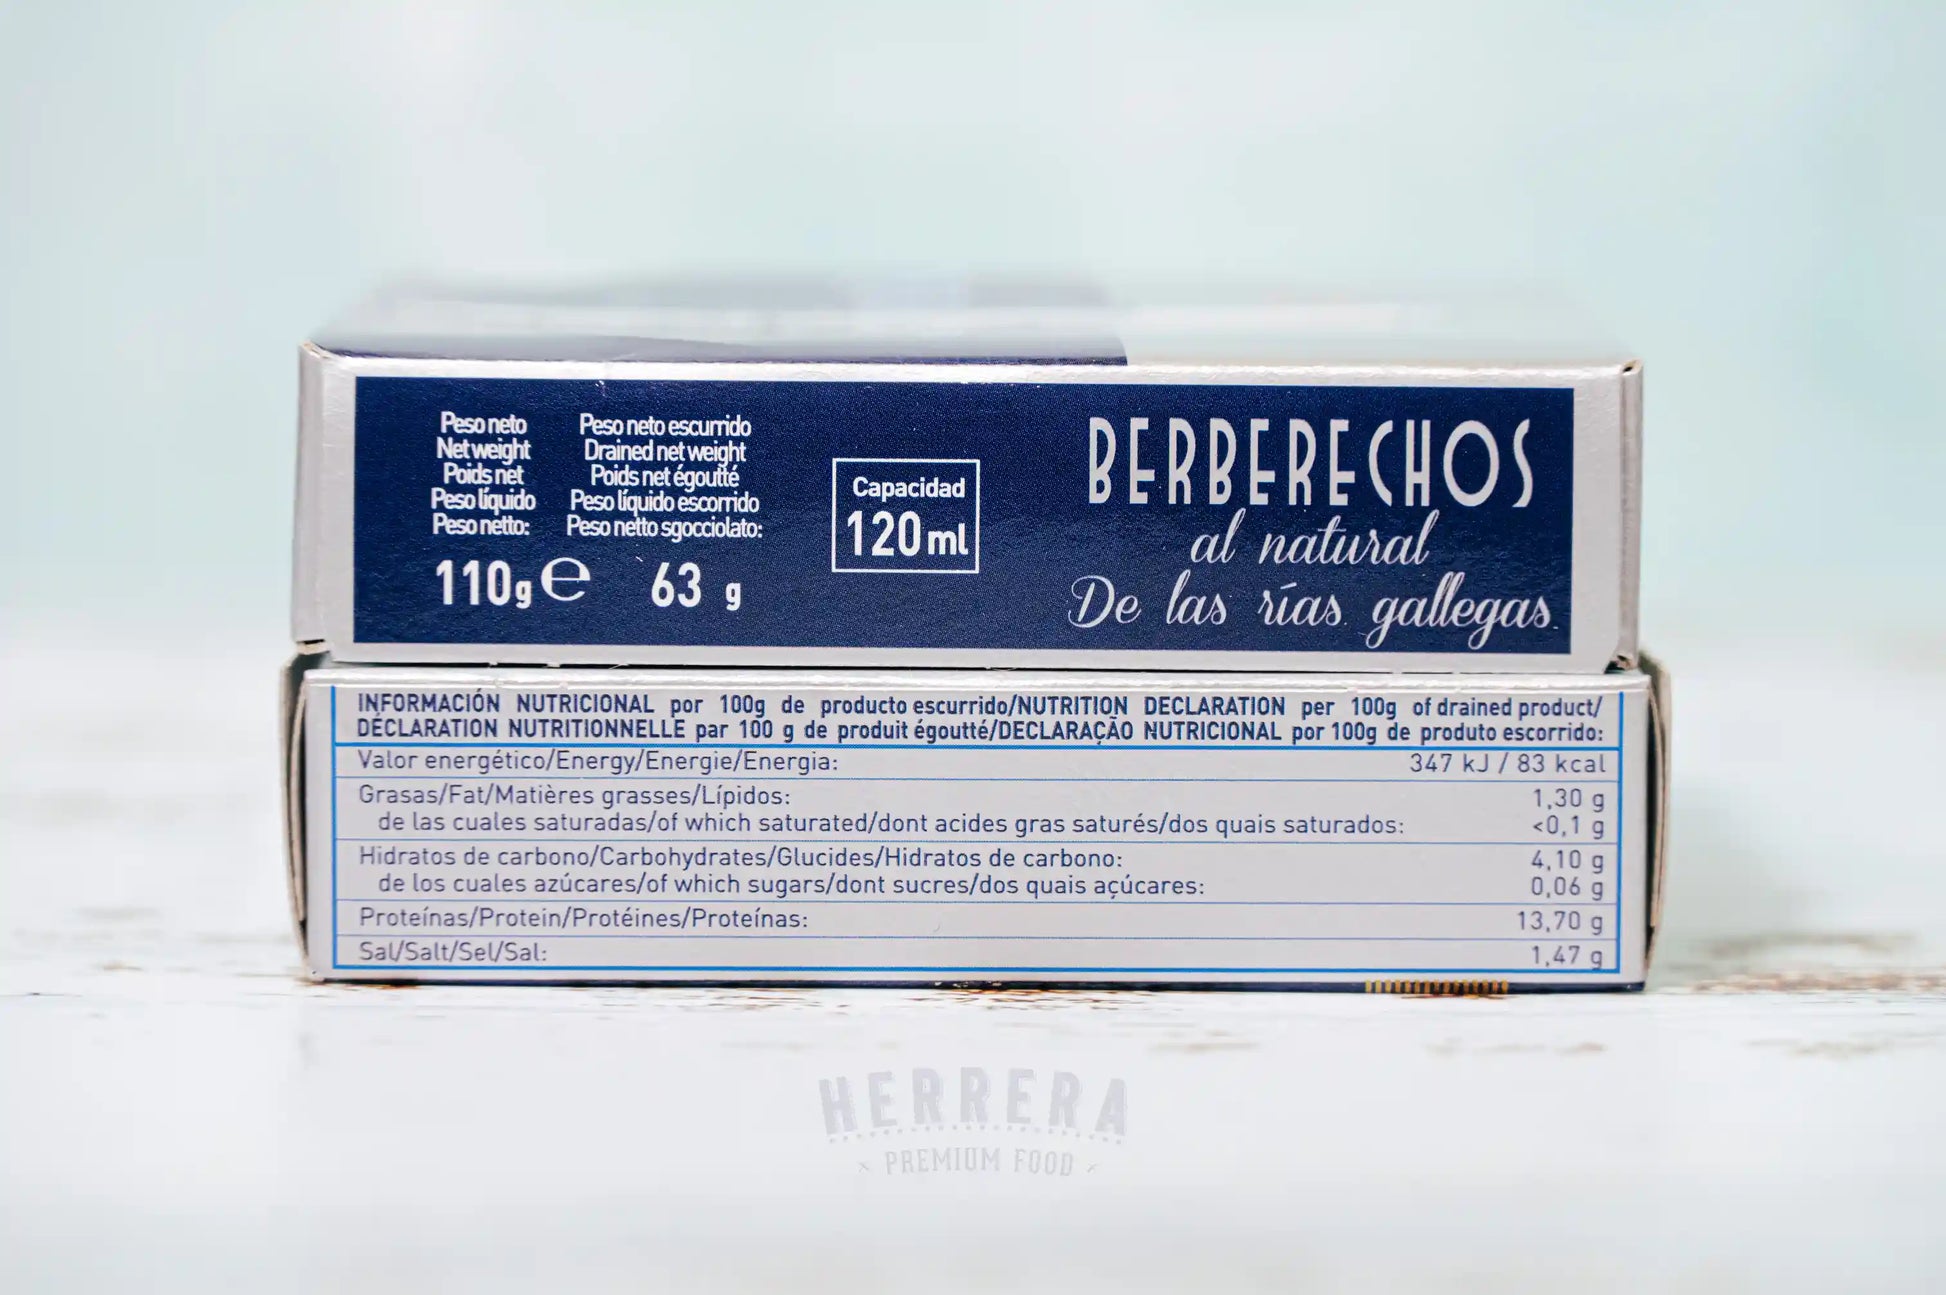 Peso neto
Net weight
Poids net
Peso líquido
Peso netto:
110g e
Peso neto escurrido
Drained net weight
Poids net égoutté
Peso líquido escorrido
Peso netto sgocciolato:
63 g
Capacidad
120 ml
BERBERECHOS
al natural
De las rías gallegas
INFORMACIÓN NUTRICIONAL por 100g de producto escurrido/NUTRITION DECLARATION per 100g of drained product/
DÉCLARATION NUTRITIONNELLE par 100 g de produit égoutté/DECLARAÇÃO NUTRICIONAL por 100g de produto escorrido:
Valor energético/Energy/Energie/Energia: 347 kJ / 83 kcal
Grasas/Fat/Matières grasses/Lípidos: 1,30 g
de las cuales saturadas/of which saturated/dont acides gras saturés/dos quais saturados: <0,1 g
Hidratos de carbono/Carbohydrates/Glucides/Hidratos de carbono: 4,10 g
de los cuales azúcares/of which sugars/dont sucres/dos quais açúcares: 0,06 g
Proteínas/Protein/Protéines/Proteínas: 13,70 g
Sal/Salt/Sel/Sal: 1,47 g
HERRERA
PREMIUM FOOD